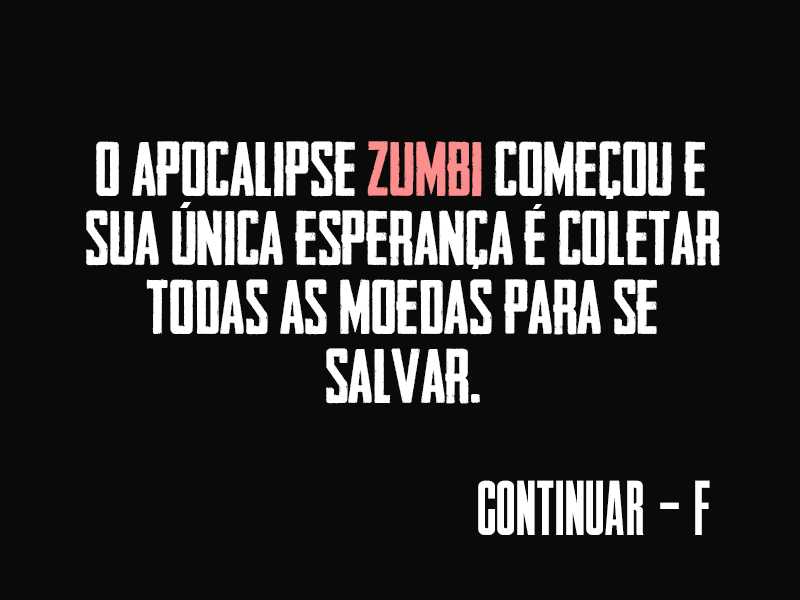 O APOCALIPSE ZUMBI COMEÇOU E
SUA ÚNICA ESPERANÇA É COLETAR
TODAS AS MOEDAS PARA SE
SALVAR.
CONTINUAR - F